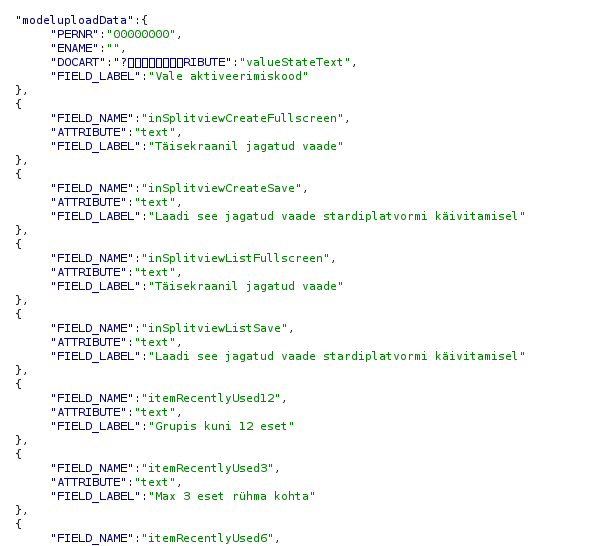 "modeluploadData":{
"PERNR":"00000000",
"ENAME":"",
"DOCART":"?▯▯▯▯▯▯▯▯RIBUTE":"valueStateText",
"FIELD_LABEL":"Vale aktiveerimiskood"
},
{
"FIELD_NAME":"inSplitviewCreateFullscreen",
"ATTRIBUTE":"text",
"FIELD_LABEL":"Täisekraanil jagatud vaade"
},
{
"FIELD_NAME":"inSplitviewCreateSave",
"ATTRIBUTE":"text",
"FIELD_LABEL":"Laadi see jagatud vaade stardiplatvormi käivitamisel"
},
{
"FIELD_NAME":"inSplitviewListFullscreen",
"ATTRIBUTE":"text",
"FIELD_LABEL":"Täisekraanil jagatud vaade"
},
{
"FIELD_NAME":"inSplitviewListSave",
"ATTRIBUTE":"text",
"FIELD_LABEL":"Laadi see jagatud vaade stardiplatvormi käivitamisel"
},
{
"FIELD_NAME":"itemRecentlyUsed12",
"ATTRIBUTE":"text",
"FIELD_LABEL":"Grupis kuni 12 eset"
},
{
"FIELD_NAME":"itemRecentlyUsed3",
"ATTRIBUTE":"text",
"FIELD_LABEL":"Max 3 eset rühma kohta"
},
{
"FIELD_NAME":"itemRecentlyUsed6",